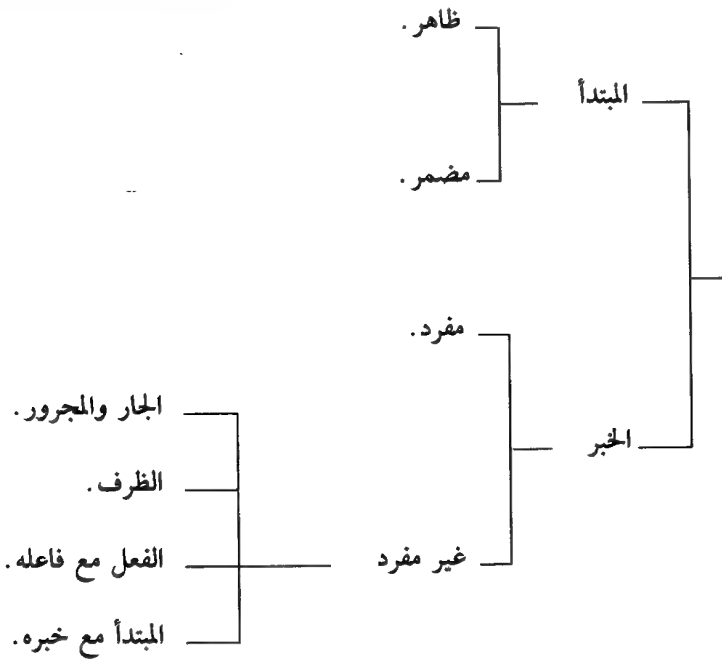 ظاهر.
المبتدأ
مضمر.
مفرد.
الخبر
غير مفرد
الجار والمجرور.
الظرف.
الفعل مع فاعله.
المبتدأ مع خبره.